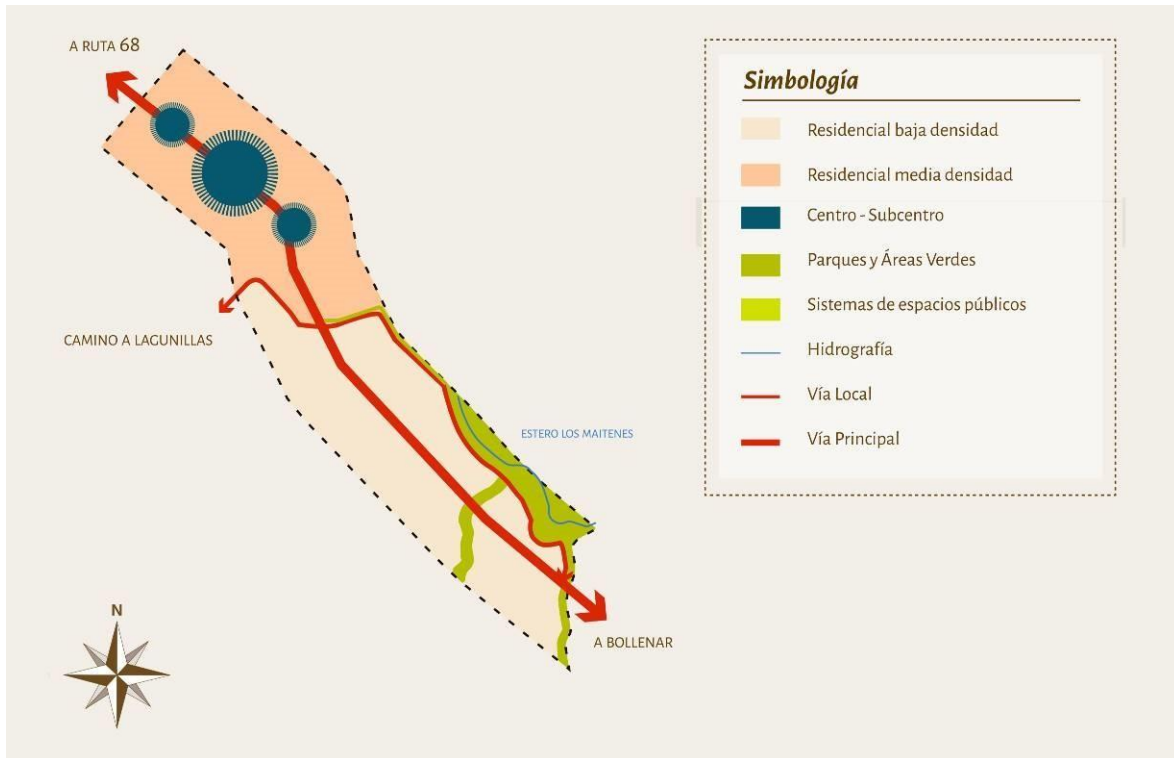 A RUTA 68
CAMINO A LAGUNILLAS
ESTERO LOS MAITENES
A BOLLENAR
N
Simbología
Residencial baja densidad
Residencial media densidad
Centro - Subcentro
Parques y Áreas Verdes
Sistemas de espacios públicos
Hidrografía
Vía Local
Vía Principal